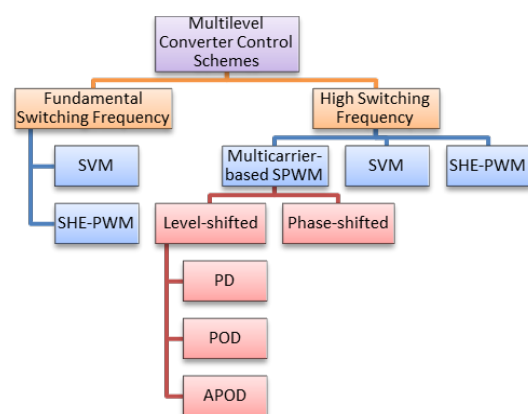 Multilevel
Converter Control
Schemes
Fundamental
Switching Frequency
High Switching
Frequency
SVM
SHE-PWM
Multicarrier-
based SPWM
SVM
SHE-PWM
Level-shifted
Phase-shifted
PD
POD
APOD